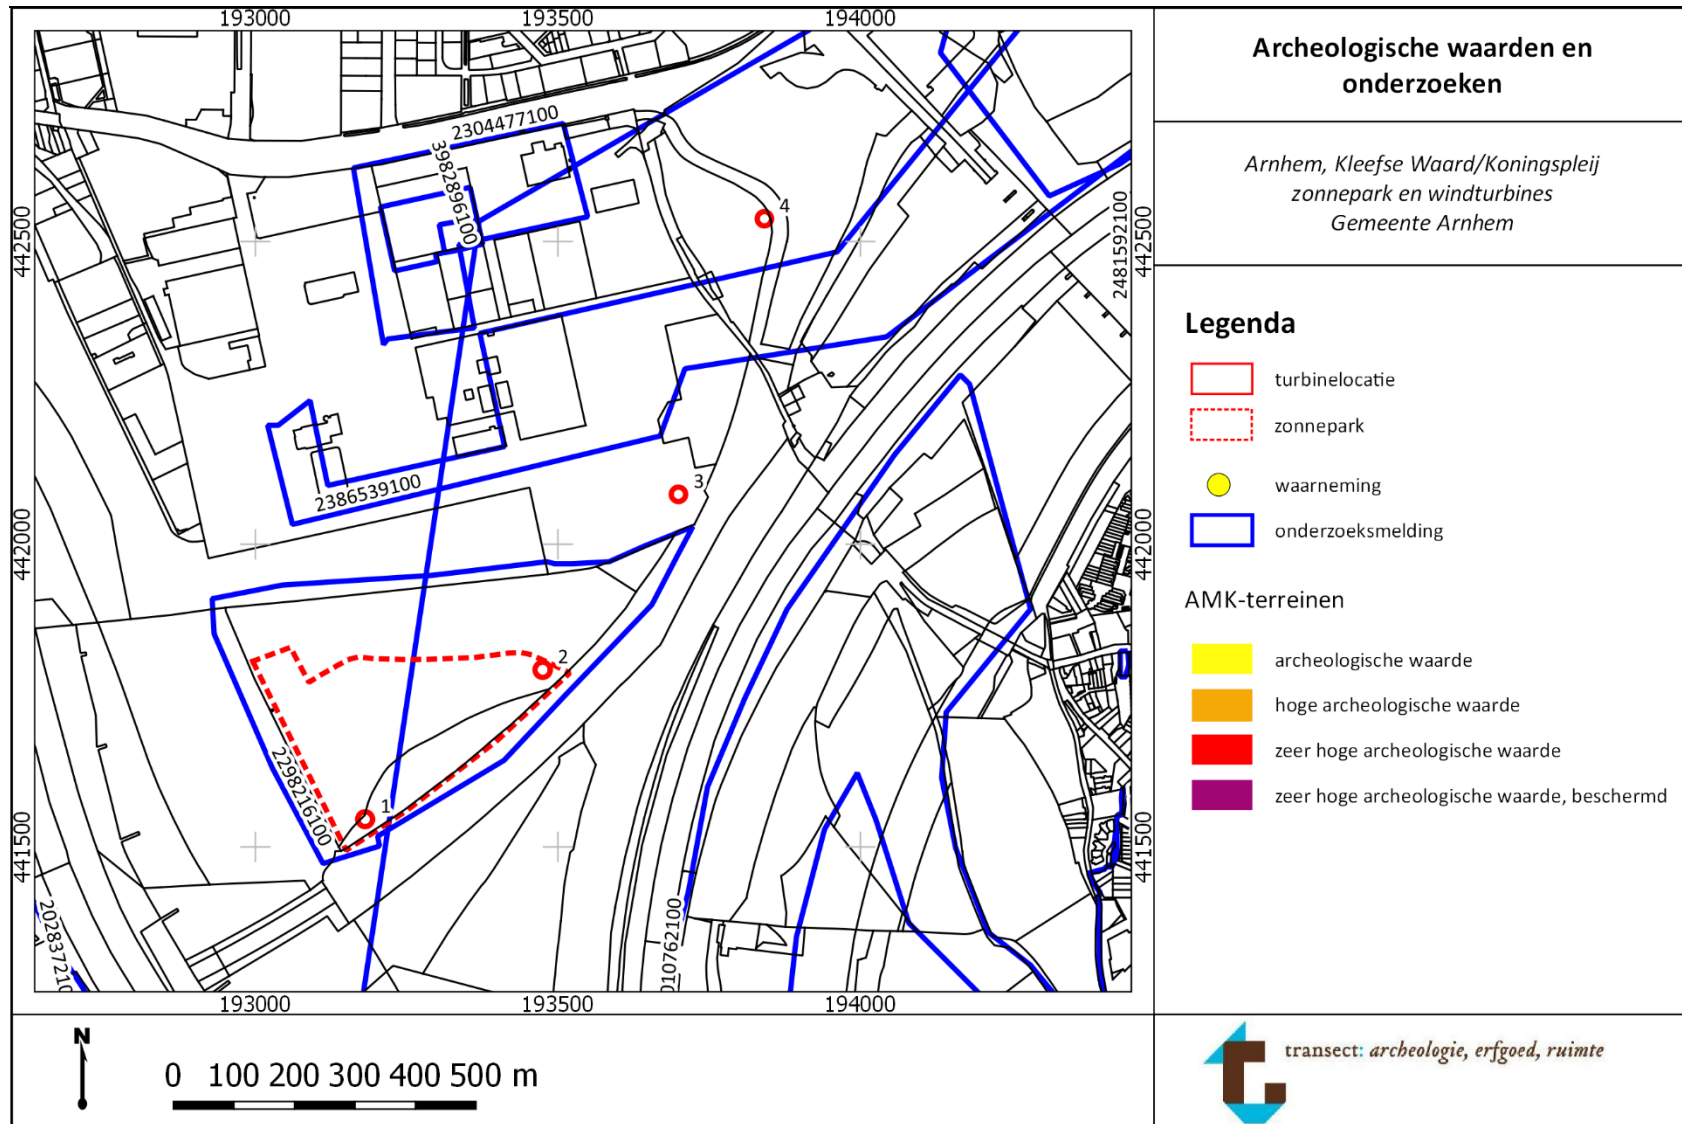 193000 193500 194000
Archeologische waarden en
onderzoeken
Arnhem, Kleefse Waard/Koningspleij
zonnepark en windturbines
Gemeente Arnhem
442500
442000
441500
2304477100
3982896100
4
2481592100
442500
2386539100
3
2
2298216100
1
442000
441500
193000 193500 194000
Legenda
turbinelocatie
zonnepark
waarneming
onderzoeksmelding
AMK-terreinen
archeologische waarde
hoge archeologische waarde
zeer hoge archeologische waarde
zeer hoge archeologische waarde, beschermd
N
0 100 200 300 400 500 m
transect: archeologie, erfgoed, ruimte